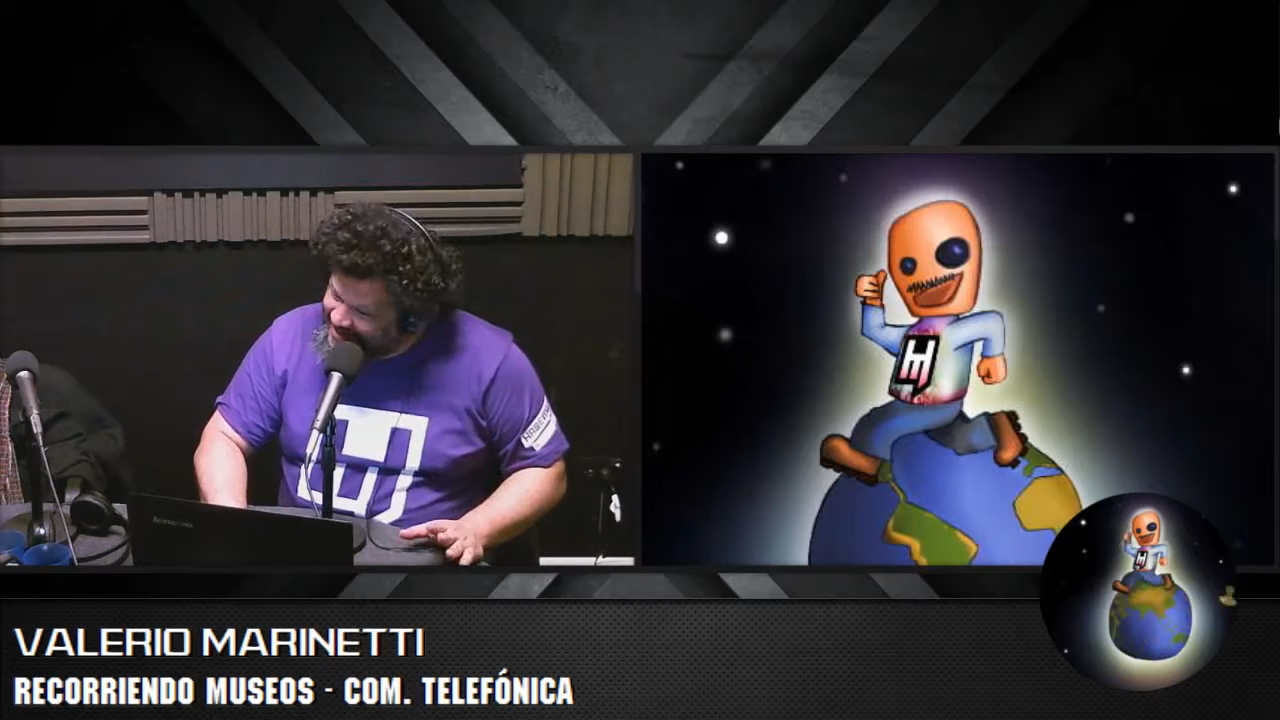 VALERIO MARINETTI
RECORRIENDO MUSEOS - COM. TELEFÓNICA